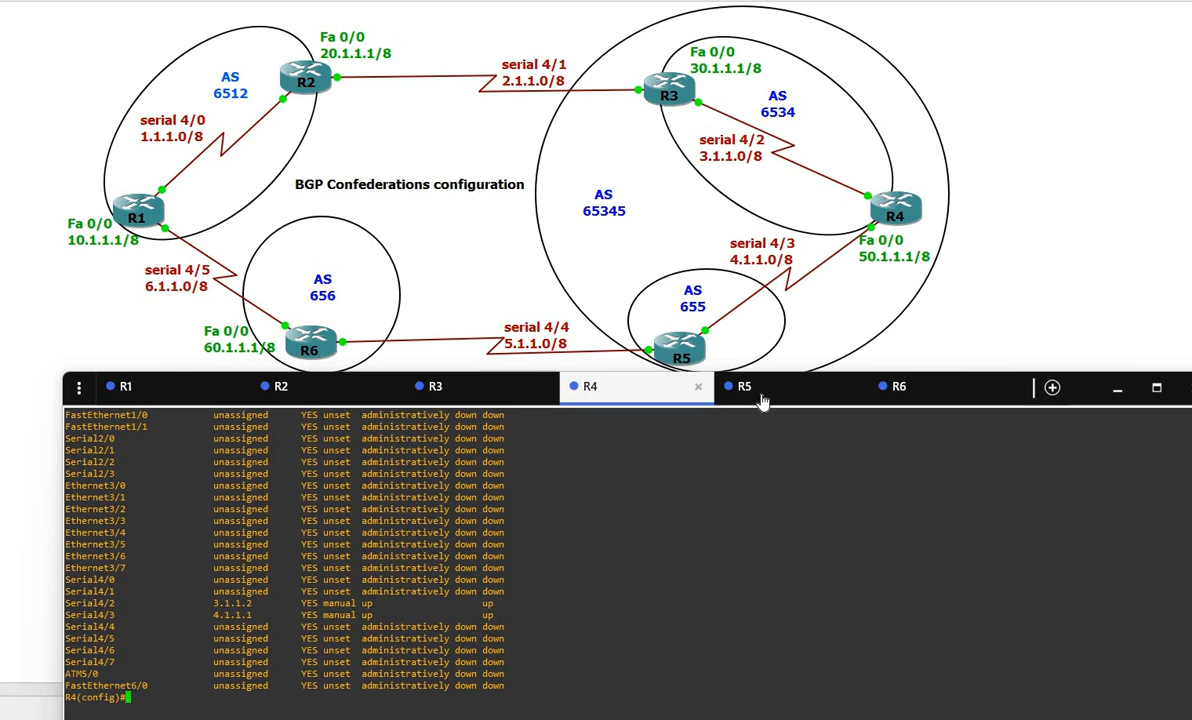 Fa 0/0
20.1.1.1/8
AS
6512
R2
serial 4/1
2.1.1.0/8
Fa 0/0
30.1.1.1/8
R3
AS
6534
serial 4/0
1.1.1.0/8
serial 4/2
3.1.1.0/8
BGP Confederations configuration
AS
65345
R1
Fa 0/0
10.1.1.1/8
R4
Fa 0/0
50.1.1.1/8
serial 4/3
4.1.1.0/8
serial 4/5
6.1.1.0/8
AS
656
AS
655
Fa 0/0
60.1.1.1/8
R6
serial 4/4
5.1.1.0/8
R5
R1 R2 R3 R4 × R5 R6
FastEthernet1/0 unassigned YES unset administratively down down
FastEthernet1/1 unassigned YES unset administratively down down
Serial2/0 unassigned YES unset administratively down down
Serial2/1 unassigned YES unset administratively down down
Serial2/2 unassigned YES unset administratively down down
Serial2/3 unassigned YES unset administratively down down
Ethernet3/0 unassigned YES unset administratively down down
Ethernet3/1 unassigned YES unset administratively down down
Ethernet3/2 unassigned YES unset administratively down down
Ethernet3/3 unassigned YES unset administratively down down
Ethernet3/4 unassigned YES unset administratively down down
Ethernet3/5 unassigned YES unset administratively down down
Ethernet3/6 unassigned YES unset administratively down down
Ethernet3/7 unassigned YES unset administratively down down
Serial4/0 unassigned YES unset administratively down down
Serial4/1 unassigned YES unset administratively down down
Serial4/2 3.1.1.2 YES manual up up
Serial4/3 4.1.1.1 YES manual up up
Serial4/4 unassigned YES unset administratively down down
Serial4/5 unassigned YES unset administratively down down
Serial4/6 unassigned YES unset administratively down down
Serial4/7 unassigned YES unset administratively down down
ATM5/0 unassigned YES unset administratively down down
FastEthernet6/0 unassigned YES unset administratively down down
R4(config)#